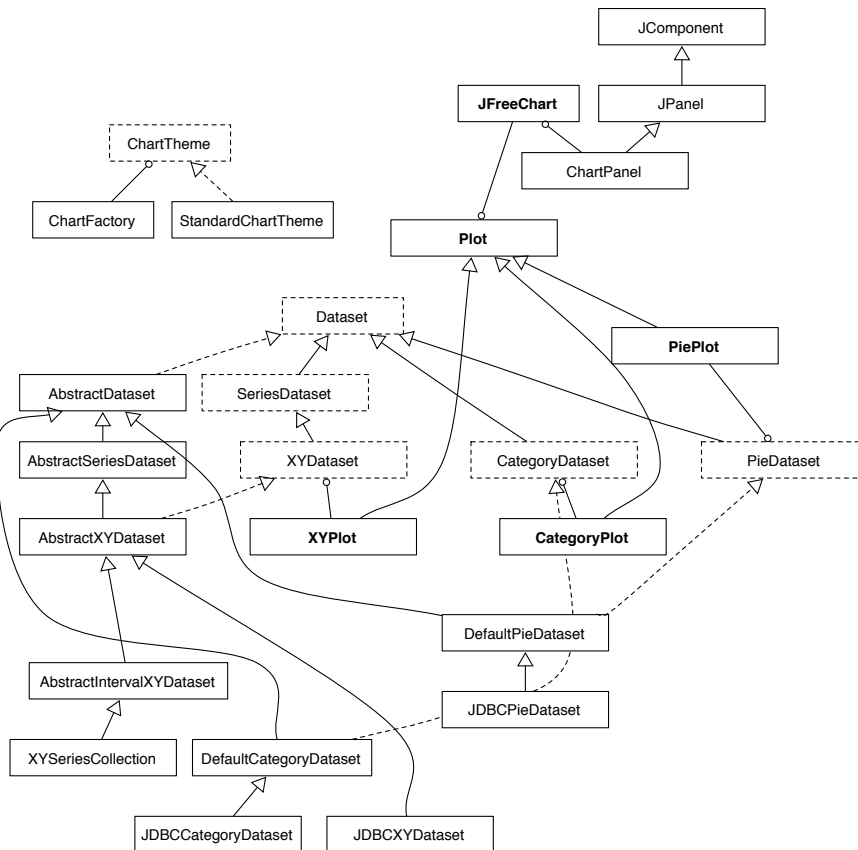 JComponent
JFreeChart
JPanel
ChartTheme
ChartPanel
ChartFactory
StandardChartTheme
Plot
Dataset
PiePlot
AbstractDataset
SeriesDataset
AbstractSeriesDataset
XYDataset
CategoryDataset
PieDataset
AbstractXYDataset
XYPlot
CategoryPlot
DefaultPieDataset
AbstractIntervalXYDataset
JDBCPieDataset
XYSeriesCollection
DefaultCategoryDataset
JDBCCategoryDataset
JDBCXYDataset